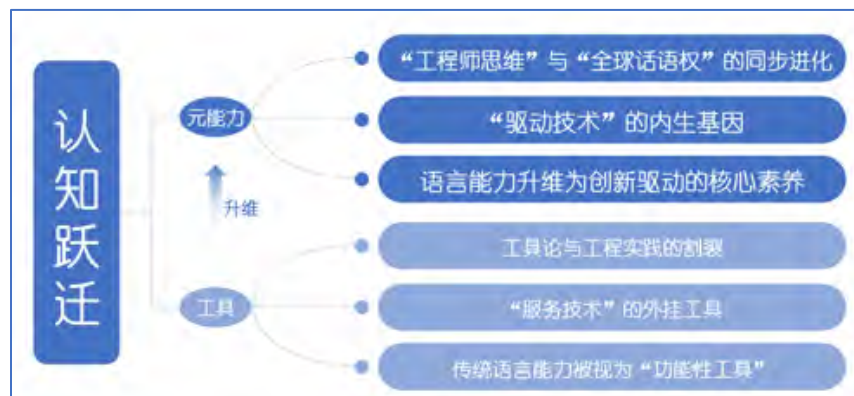 认知跃迁
元能力
升维
工具
“工程师思维”与“全球话语权”的同步进化
“驱动技术”的内生基因
语言能力升维为创新驱动的核心素养
工具论与工程实践的割裂
“服务技术”的外挂工具
传统语言能力被视为“功能性工具”